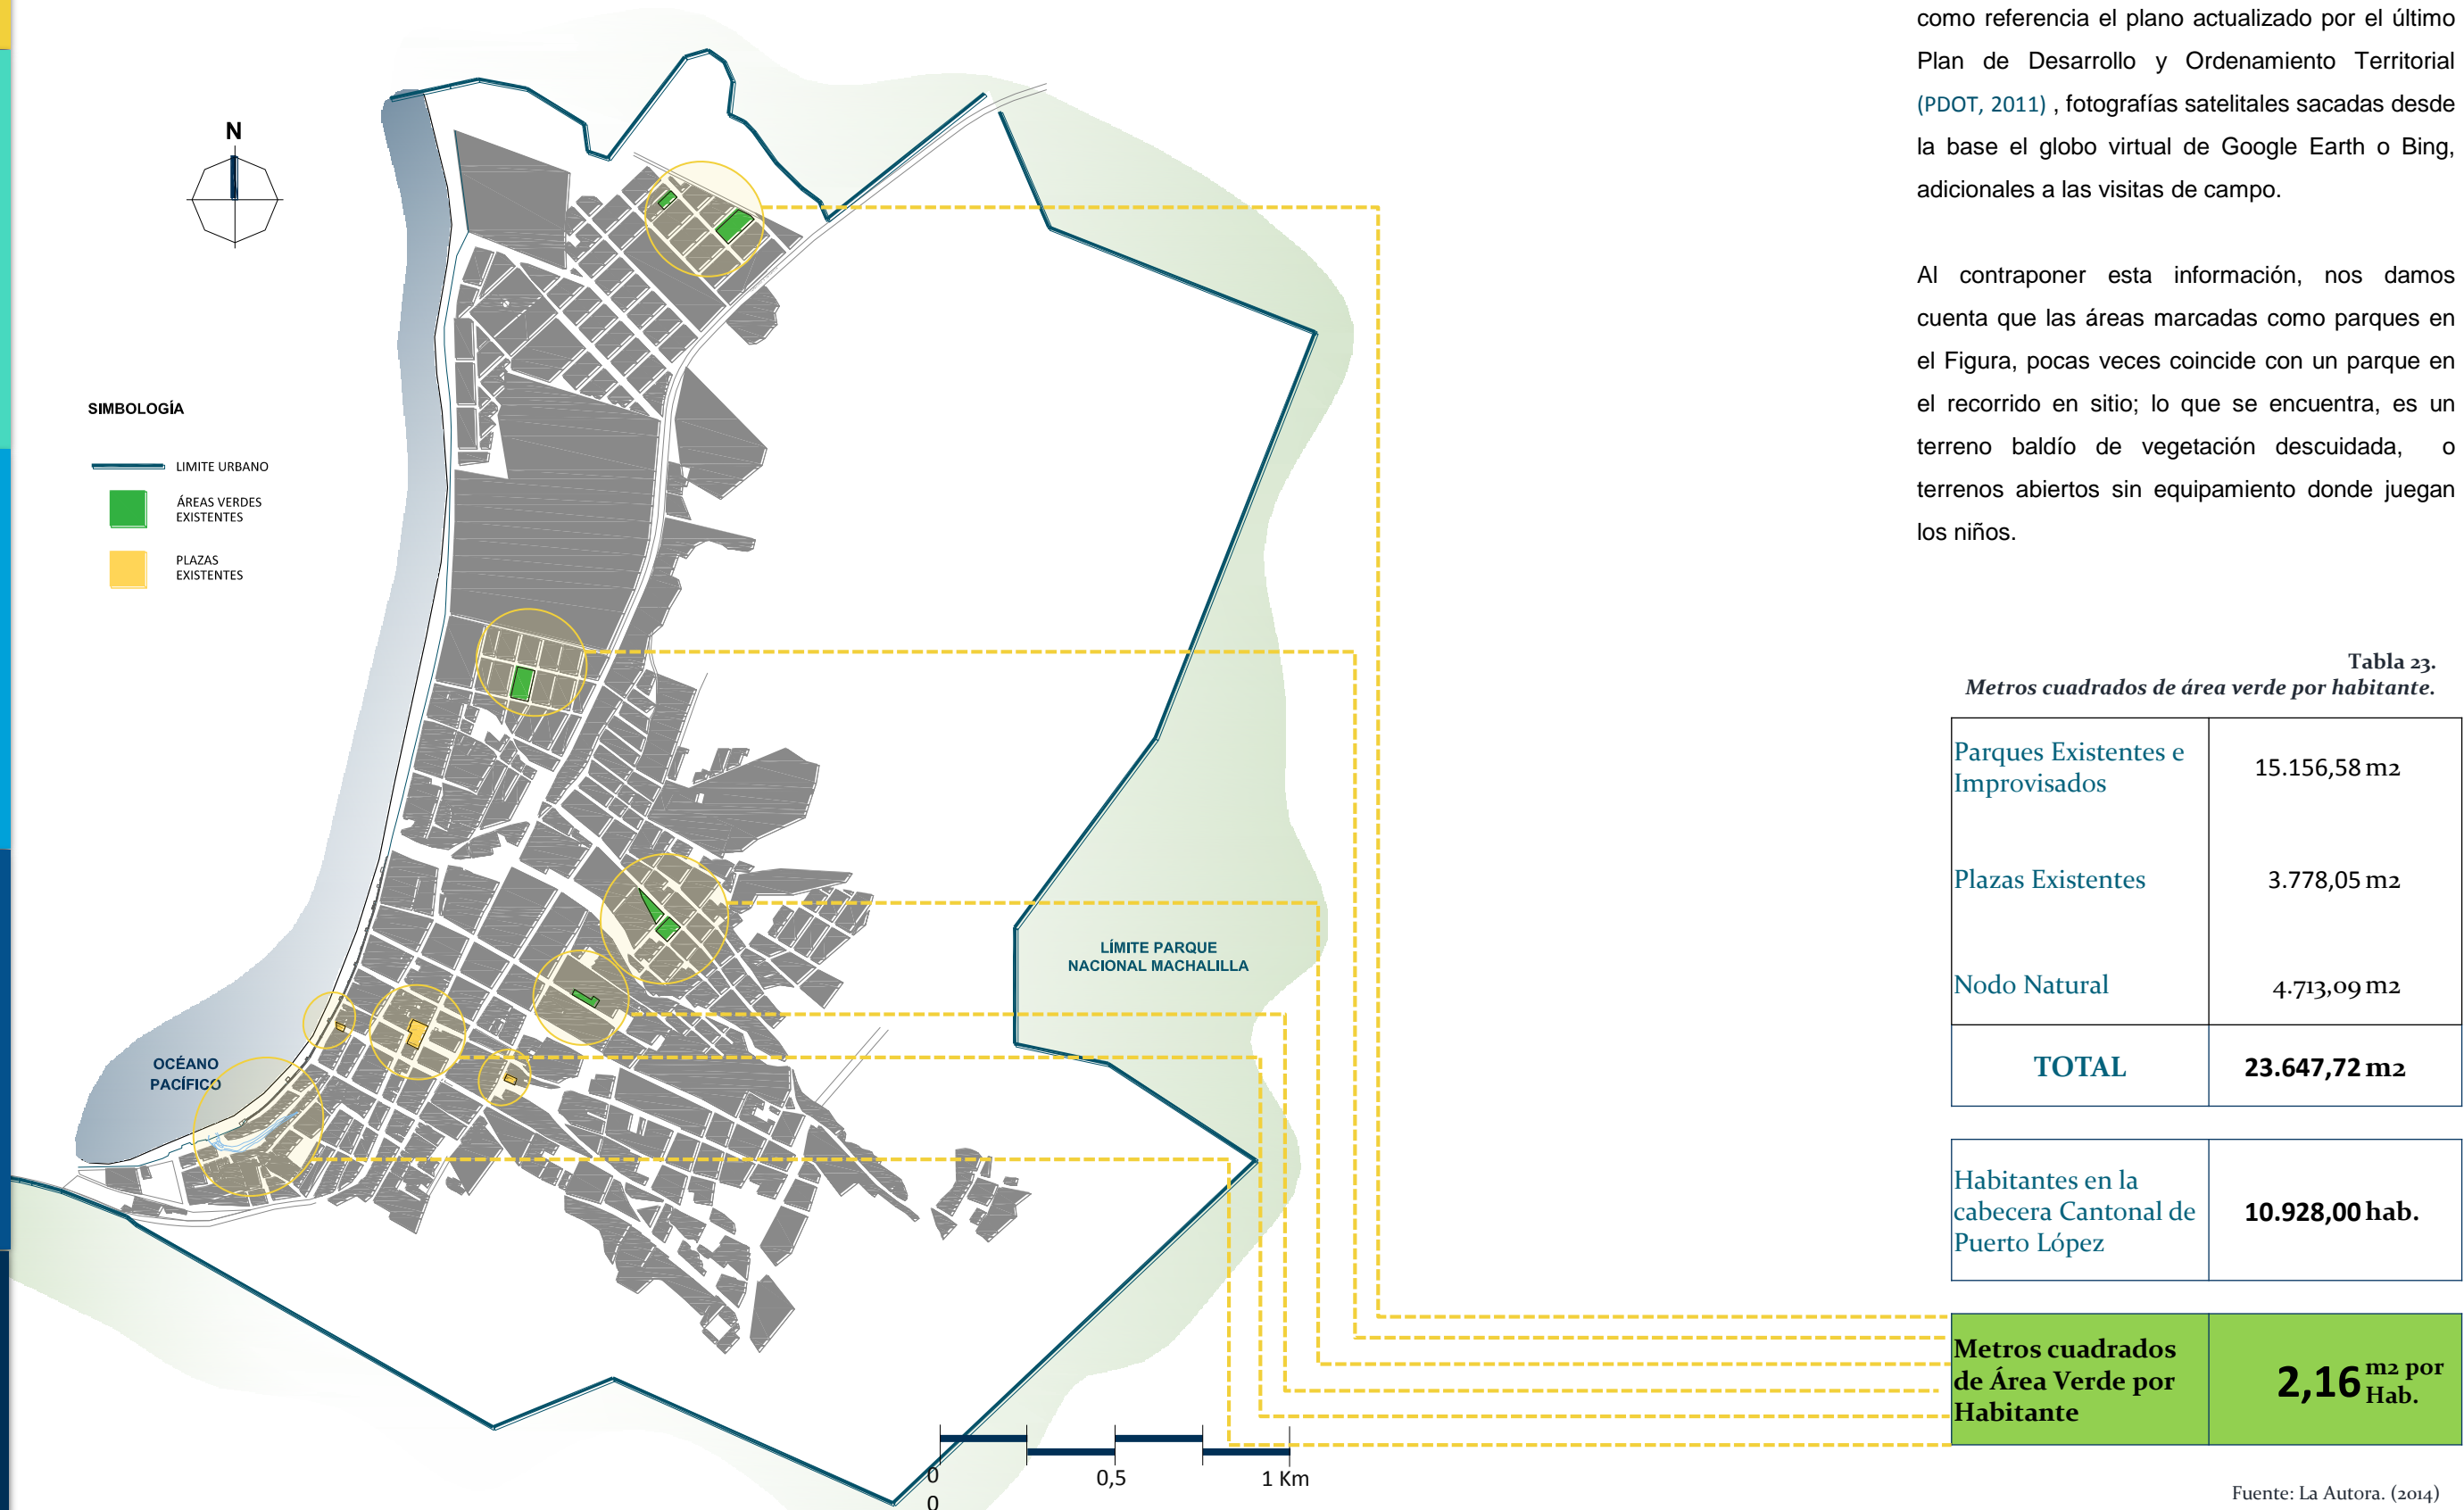 como referencia el plano actualizado por el último
Plan de Desarrollo y Ordenamiento Territorial
(PDOT, 2011) , fotografías satelitales sacadas desde
la base el globo virtual de Google Earth o Bing,
adicionales a las visitas de campo.
Al contraponer esta información, nos damos
cuenta que las áreas marcadas como parques en
el Figura, pocas veces coincide con un parque en
el recorrido en sitio; lo que se encuentra, es un
terreno baldío de vegetación descuidada, o
terrenos abiertos sin equipamiento donde juegan
los niños.
N
SIMBOLOGÍA
LIMITE URBANO
ÁREAS VERDES
EXISTENTES
PLAZAS
EXISTENTES
LÍMITE PARQUE
NACIONAL MACHALILLA
OCÉANO
PACÍFICO
0
0,5
1 Km
0
Tabla 23.
Metros cuadrados de área verde por habitante.
Parques Existentes e
Improvisados
15.156,58 m2
Plazas Existentes
3.778,05 m2
Nodo Natural
4.713,09 m2
TOTAL
23.647,72 m2
Habitantes en la
cabecera Cantonal de
Puerto López
10.928,00 hab.
Metros cuadrados
de Área Verde por
Habitante
2,16 m2 por
Hab.
Fuente: La Autora. (2014)